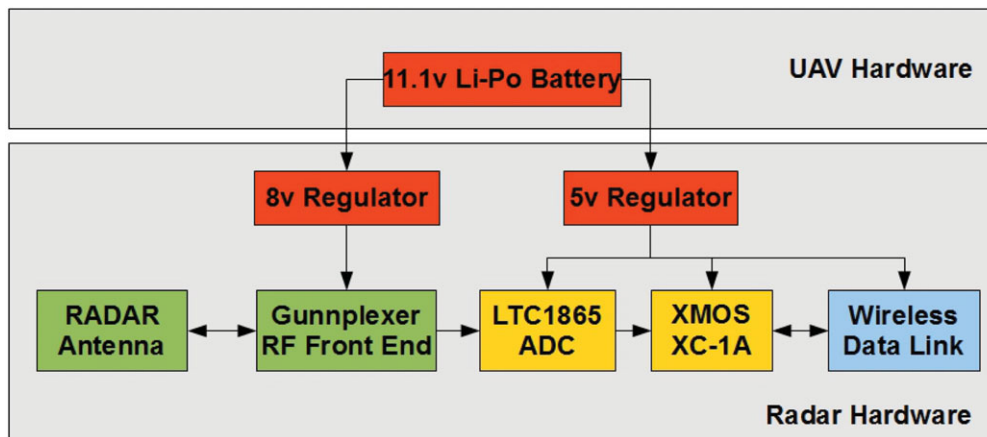 UAV Hardware
11.1v Li-Po Battery
8v Regulator
5v Regulator
RADAR
Antenna
Gunnplexer
RF Front End
LTC1865
ADC
XMOS
XC-1A
Wireless
Data Link
Radar Hardware